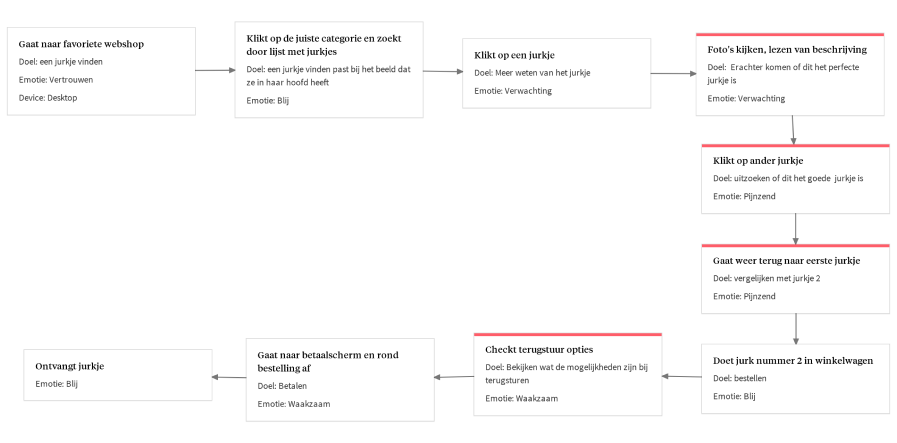 Gaat naar favoriete webshop
Doel: een jurkje vinden
Emotie: Vertrouwen
Device: Desktop
Klikt op de juiste categorie en zoekt
door lijst met jurkjes
Doel: een jurkje vinden past bij het beeld dat
ze in haar hoofd heeft
Emotie: Blij
Klikt op een jurkje
Doel: Meer weten van het jurkje
Emotie: Verwachting
Foto's kijken, lezen van beschrijving
Doel: Erachter komen of dit het perfecte
jurkje is
Emotie: Verwachting
Klikt op ander jurkje
Doel: uitzoeken of dit het goede jurkje is
Emotie: Pijnzend
Gaat weer terug naar eerste jurkje
Doel: vergelijken met jurkje 2
Emotie: Pijnzend
Doet jurk nummer 2 in winkelwagen
Doel: bestellen
Emotie: Blij
Checkt terugstuur opties
Doel: Bekijken wat de mogelijkheden zijn bij
terugsturen
Emotie: Waakzaam
Gaat naar betaalscherm en rond
bestelling af
Doel: Betalen
Emotie: Waakzaam
Ontvangt jurkje
Emotie: Blij